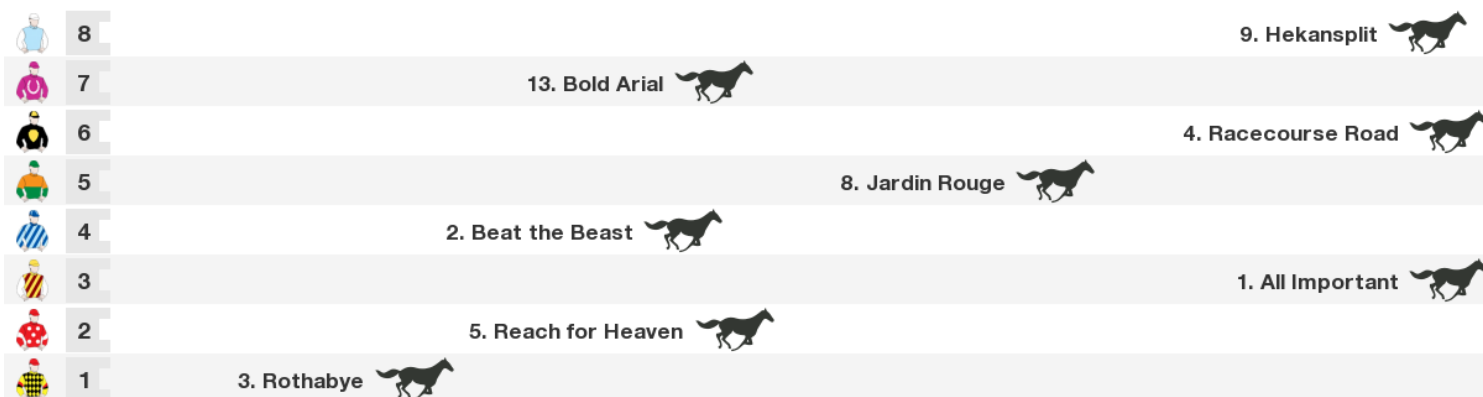 8 9. Hekansplit
7 13. Bold Arial
6 4. Racecourse Road
5 8. Jardin Rouge
4 2. Beat the Beast
3 1. All Important
2 5. Reach for Heaven
1 3. Rothabye